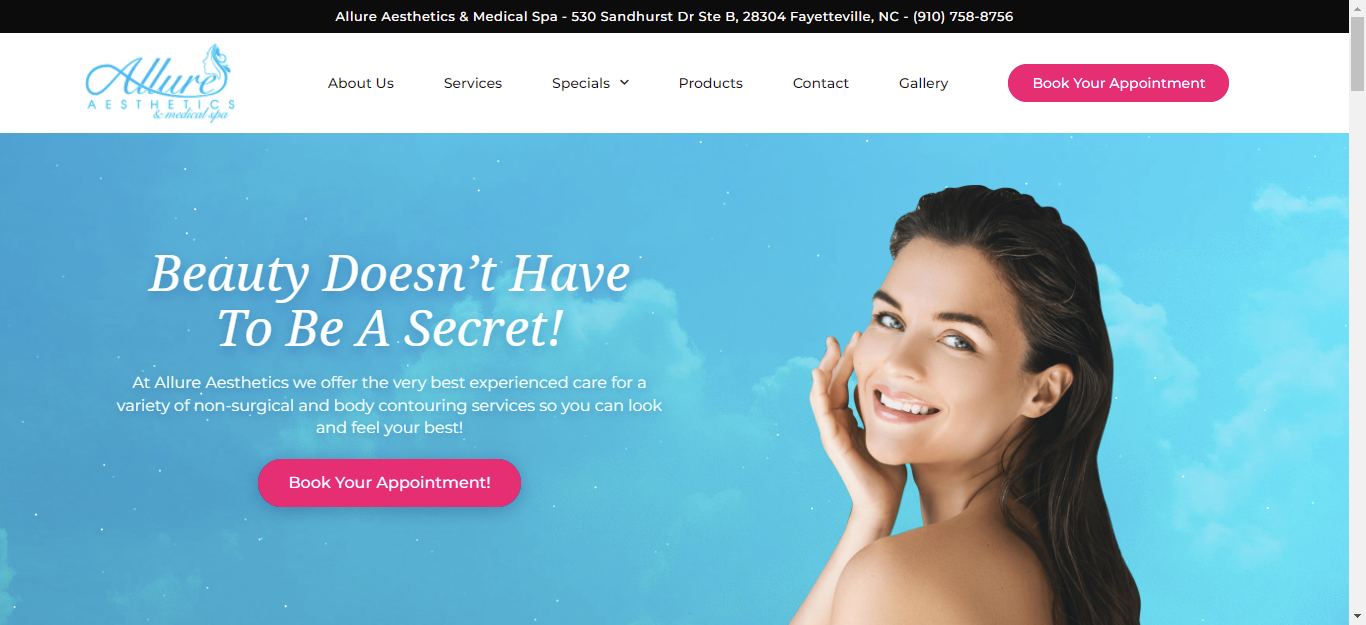 Allure Aesthetics & Medical Spa - 530 Sandhurst Dr Ste B, 28304 Fayetteville, NC - (910) 758-8756
Allure
AESTHETICS
& medical spa
About Us
Services
Specials
Products
Contact
Gallery
Book Your Appointment
Beauty Doesn’t Have
To Be A Secret!
At Allure Aesthetics we offer the very best experienced care for a
variety of non-surgical and body contouring services so you can look
and feel your best!
Book Your Appointment!